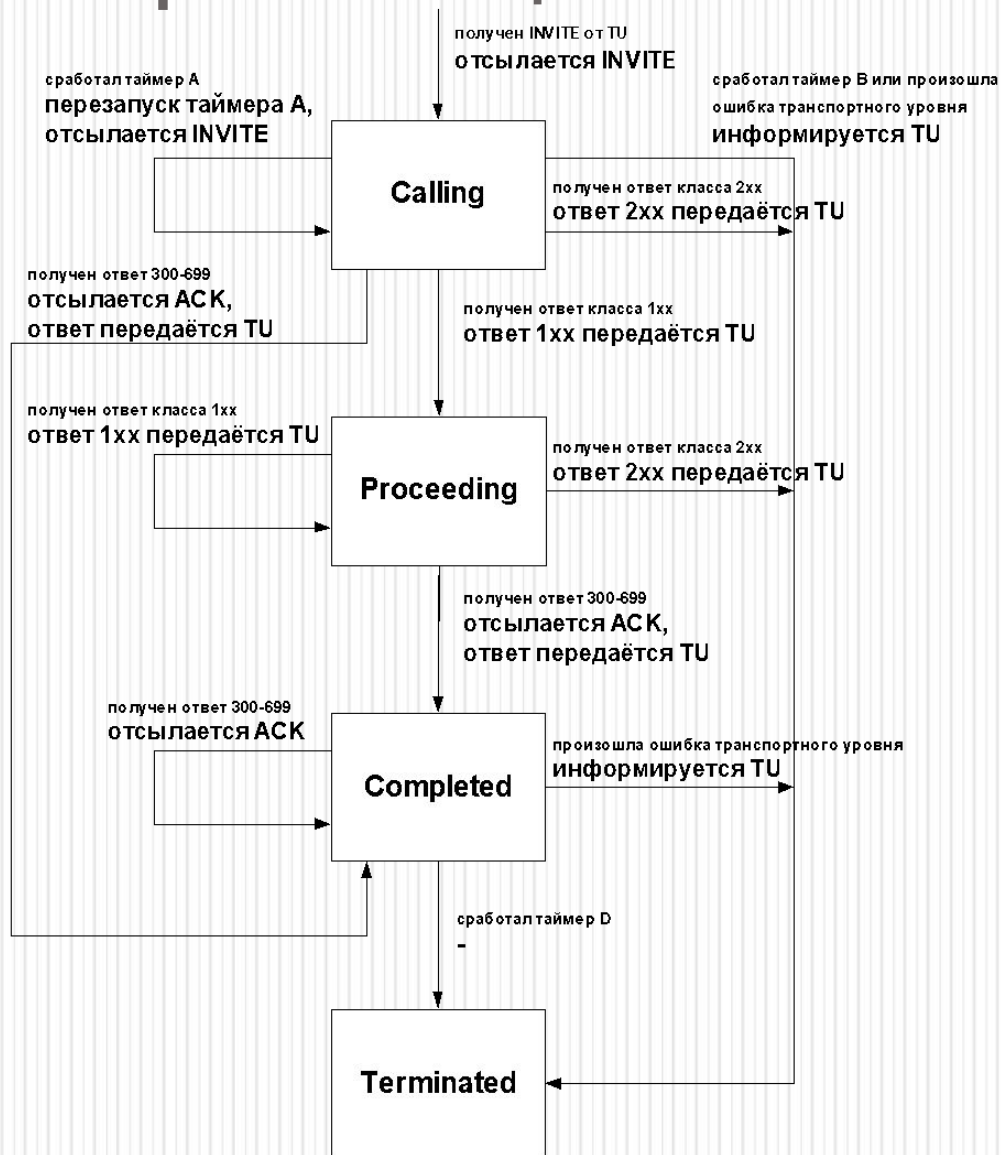 получен INVITE от TU
отсылается INVITE
сработал таймер A
перезапуск таймера A,
отсылается INVITE
сработал таймер B или произошла
ошибка транспортного уровня
информируется TU
Calling
получен ответ класса 2xx
ответ 2xx передаётся TU
получен ответ 300-699
отсылается ACK,
ответ передаётся TU
получен ответ класса 1xx
ответ 1xx передаётся TU
получен ответ класса 1xx
ответ 1xx передаётся TU
Proceeding
получен ответ класса 2xx
ответ 2xx передаётся TU
получен ответ 300-699
отсылается ACK,
ответ передаётся TU
получен ответ 300-699
отсылается ACK
Completed
произошла ошибка транспортного уровня
информируется TU
сработал таймер D
-
Terminated